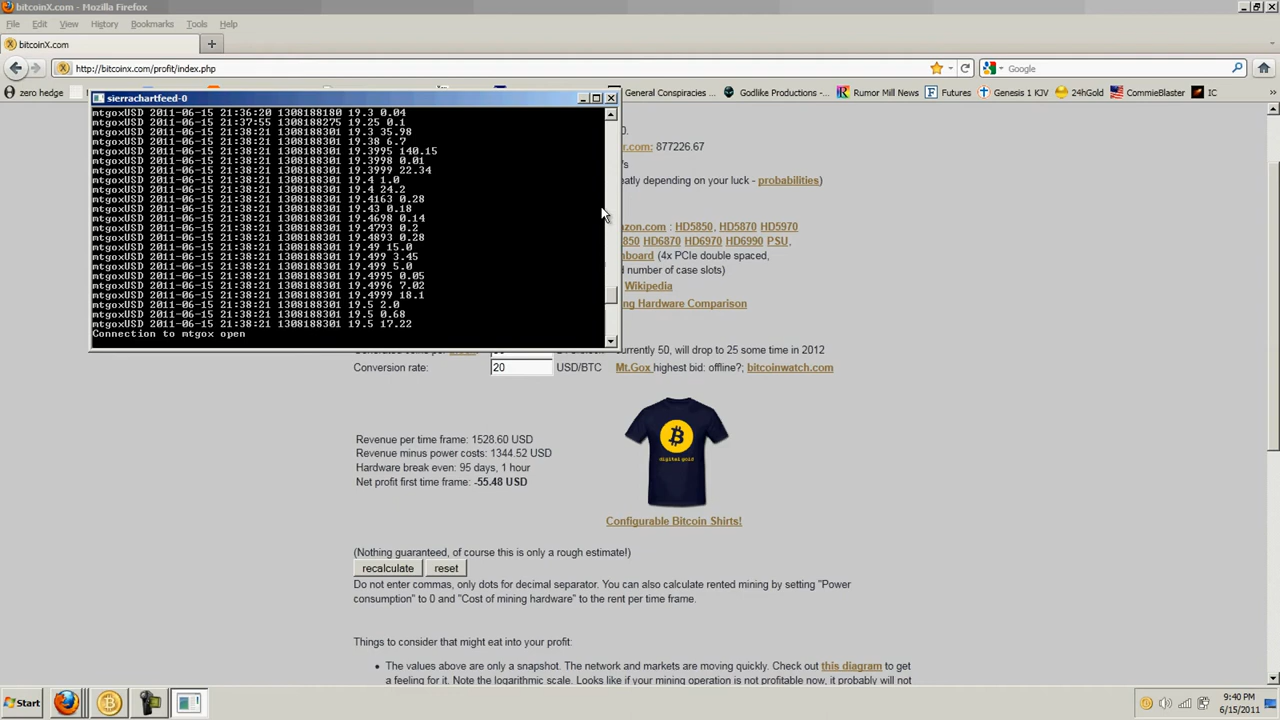 bitcoinX.com - Mozilla Firefox
File Edit View History Bookmarks Tools Help
bitcoinX.com
http://bitcoinx.com/profit/index.php
Google
zero hedge
Collapse Discussion...
Godlike Productions -...
Rumor Mill News
Futures
Genesis 1 KJV
24hGold
CommieBlaster
IC
sierrachartfeed-0
mtgoxUSD 2011-06-15 21:36:20 1308188180 19.3 0.04
mtgoxUSD 2011-06-15 21:37:55 1308188275 19.25 0.1
mtgoxUSD 2011-06-15 21:38:21 1308188301 19.3 35.98
mtgoxUSD 2011-06-15 21:38:21 1308188301 19.38 6.7
mtgoxUSD 2011-06-15 21:38:21 1308188301 19.3995 140.15
mtgoxUSD 2011-06-15 21:38:21 1308188301 19.3998 0.01
mtgoxUSD 2011-06-15 21:38:21 1308188301 19.3999 22.34
mtgoxUSD 2011-06-15 21:38:21 1308188301 19.4 1.0
mtgoxUSD 2011-06-15 21:38:21 1308188301 19.4 24.2
mtgoxUSD 2011-06-15 21:38:21 1308188301 19.4163 0.28
mtgoxUSD 2011-06-15 21:38:21 1308188301 19.43 0.18
mtgoxUSD 2011-06-15 21:38:21 1308188301 19.4698 0.14
mtgoxUSD 2011-06-15 21:38:21 1308188301 19.4793 0.2
mtgoxUSD 2011-06-15 21:38:21 1308188301 19.4893 0.28
mtgoxUSD 2011-06-15 21:38:21 1308188301 19.49 15.0
mtgoxUSD 2011-06-15 21:38:21 1308188301 19.499 3.45
mtgoxUSD 2011-06-15 21:38:21 1308188301 19.499 5.0
mtgoxUSD 2011-06-15 21:38:21 1308188301 19.4995 0.05
mtgoxUSD 2011-06-15 21:38:21 1308188301 19.4996 7.02
mtgoxUSD 2011-06-15 21:38:21 1308188301 19.4999 18.1
mtgoxUSD 2011-06-15 21:38:21 1308188301 19.5 2.0
mtgoxUSD 2011-06-15 21:38:21 1308188301 19.5 0.68
mtgoxUSD 2011-06-15 21:38:21 1308188301 19.5 17.22
Connection to mtgox open
0.
r.com: 877226.67
's
eatly depending on your luck - probabilities)
zon.com : HD5850, HD5870 HD5970
850 HD6870 HD6970 HD6990 PSU,
board (4x PCIe double spaced,
d number of case slots)
Wikipedia
ng Hardware Comparison
currently 50, will drop to 25 some time in 2012
Conversion rate: 20 USD/BTC Mt.Gox highest bid: offline?; bitcoinwatch.com
Revenue per time frame: 1528.60 USD
Revenue minus power costs: 1344.52 USD
Hardware break even: 95 days, 1 hour
Net profit first time frame: -55.48 USD
digital gold
Configurable Bitcoin Shirts!
(Nothing guaranteed, of course this is only a rough estimate!)
recalculate reset
Do not enter commas, only dots for decimal separator. You can also calculate rented mining by setting "Power
consumption" to 0 and "Cost of mining hardware" to the rent per time frame.
Things to consider that might eat into your profit:
• The values above are only a snapshot. The network and markets are moving quickly. Check out this diagram to get
a feeling for it. Note the logarithmic scale. Looks like if your mining operation is not profitable now, it probably will not
Start
9:40 PM
6/15/2011